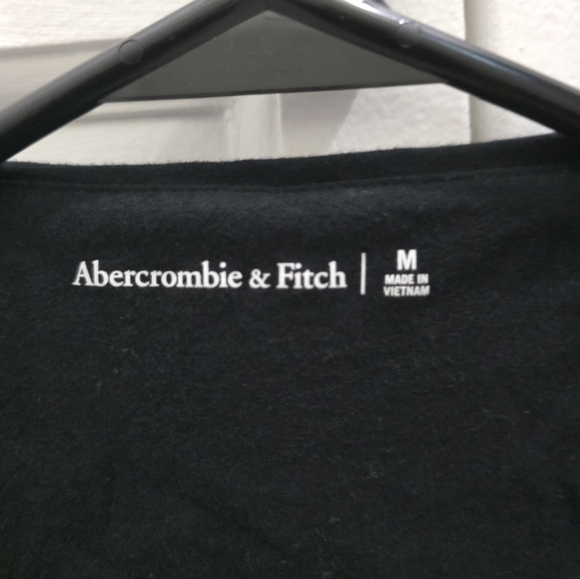 Abercrombie & Fitch | M
MADE IN
VIETNAM